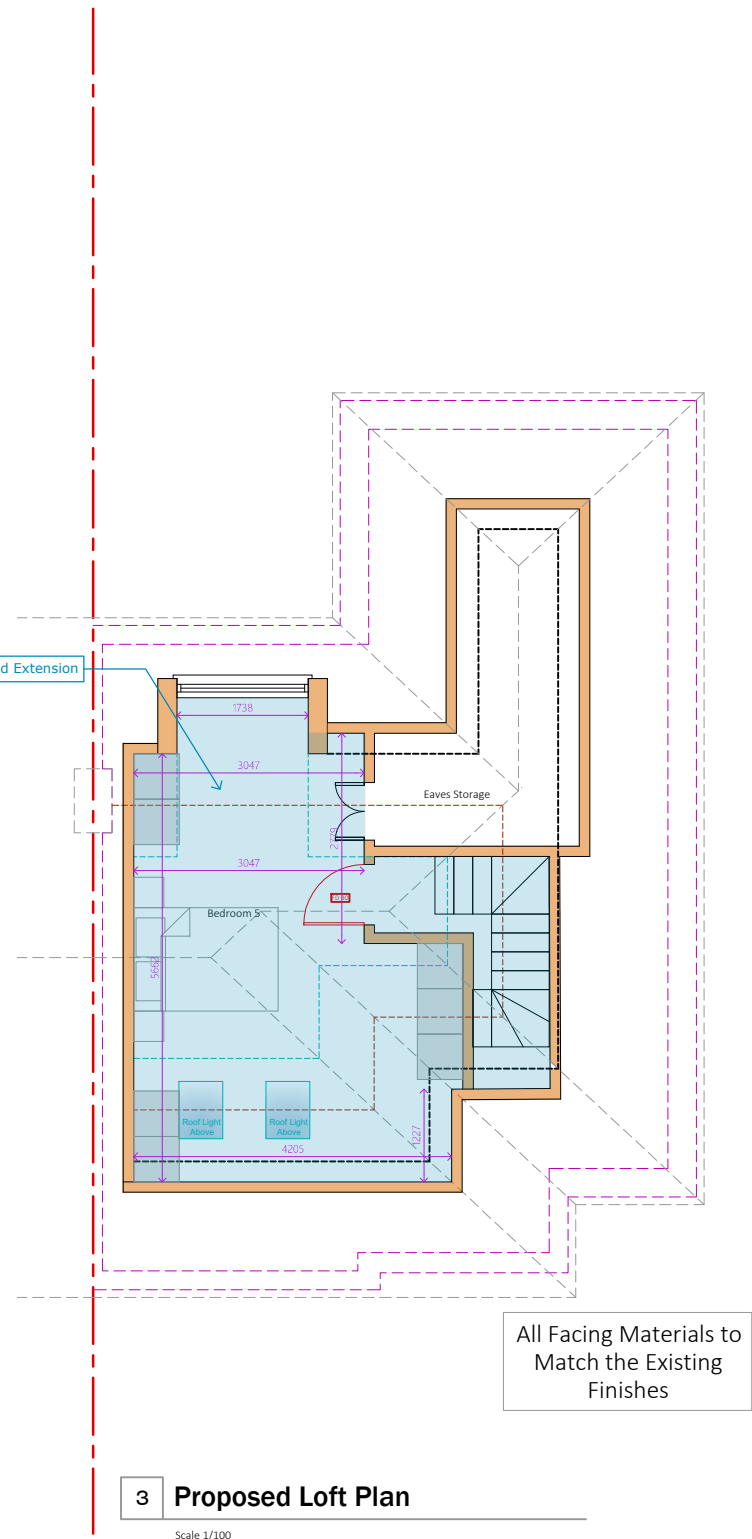 d Extension
1738
3047
Eaves Storage
2779
3047
Bedroom 5
5662
Roof Light
Above
Roof Light
Above
4205
1227
All Facing Materials to
Match the Existing
Finishes
3 Proposed Loft Plan
Scale 1/100